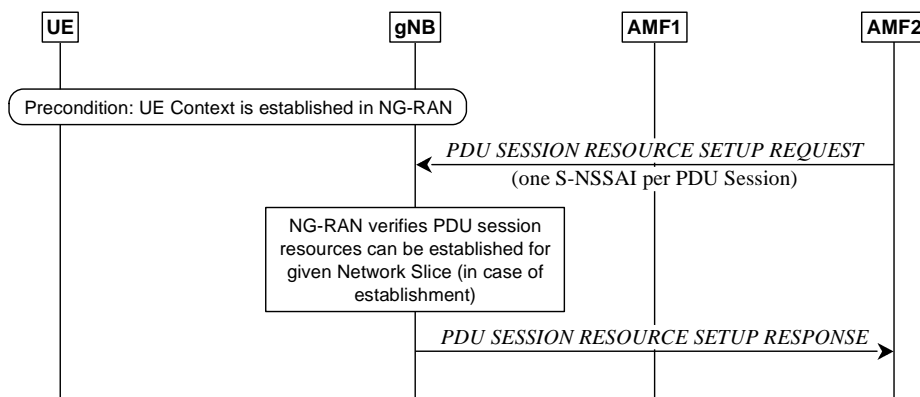 UE
gNB
AMF1
AMF2
Precondition: UE Context is established in NG-RAN
PDU SESSION RESOURCE SETUP REQUEST
(one S-NSSAI per PDU Session)
NG-RAN verifies PDU session
resources can be established for
given Network Slice (in case of
establishment)
PDU SESSION RESOURCE SETUP RESPONSE